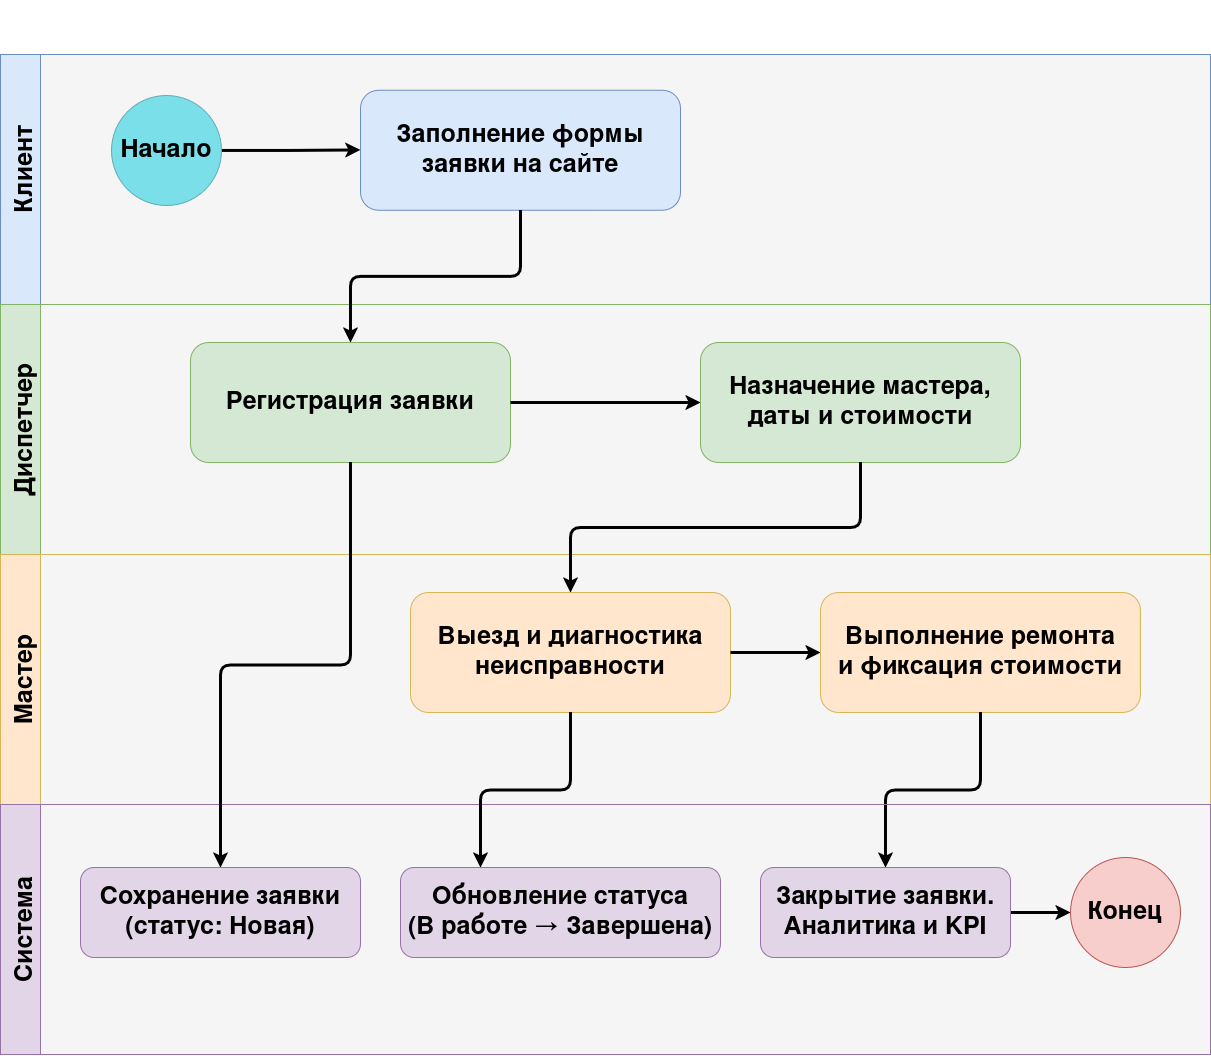 Клиент
Начало
Заполнение формы
заявки на сайте
Диспетчер
Регистрация заявки
Назначение мастера,
даты и стоимости
Мастер
Выезд и диагностика
неисправности
Выполнение ремонта
и фиксация стоимости
Система
Сохранение заявки
(статус: Новая)
Обновление статуса
(В работе → Завершена)
Закрытие заявки.
Аналитика и KPI
Конец